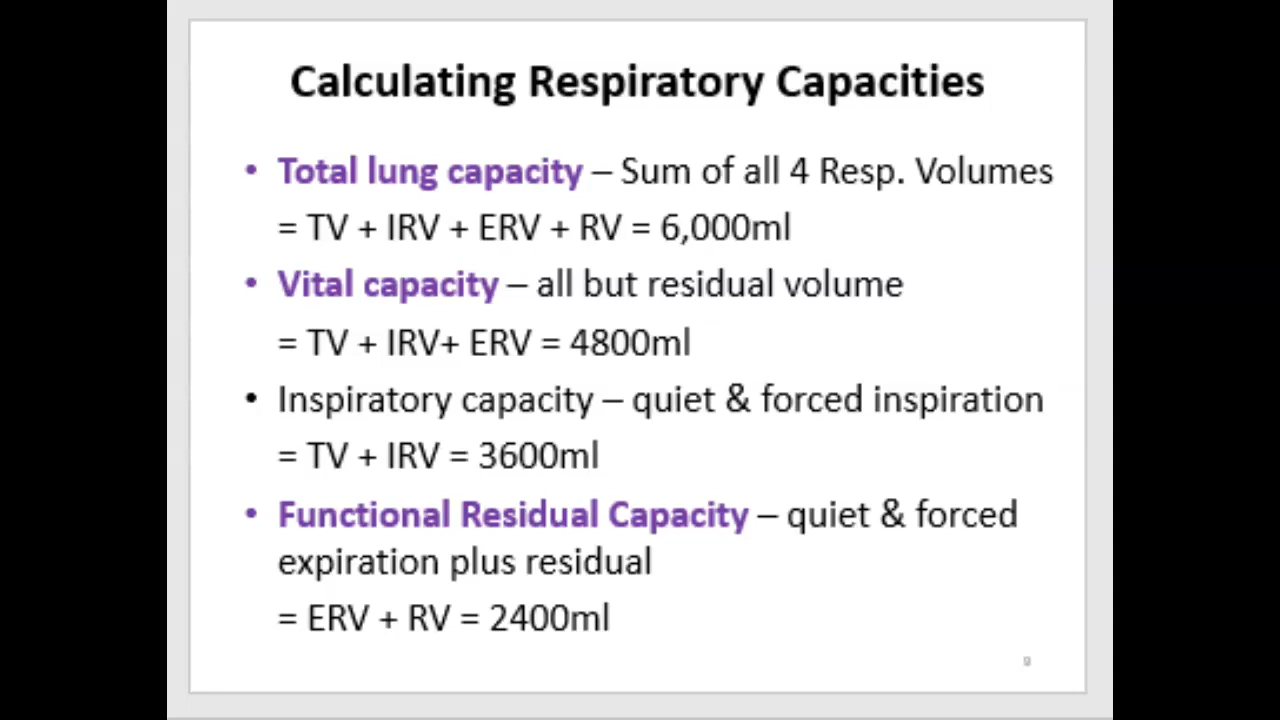 Calculating Respiratory Capacities
• Total lung capacity – Sum of all 4 Resp. Volumes
= TV + IRV + ERV + RV = 6,000ml
• Vital capacity – all but residual volume
= TV + IRV+ ERV = 4800ml
• Inspiratory capacity – quiet & forced inspiration
= TV + IRV = 3600ml
• Functional Residual Capacity – quiet & forced
expiration plus residual
= ERV + RV = 2400ml